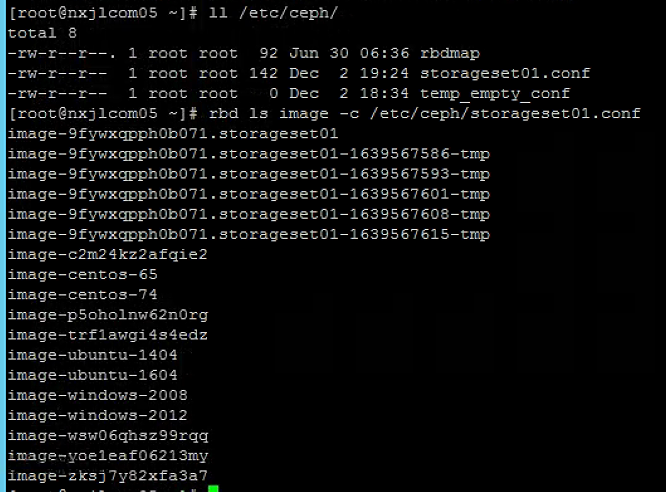 [root@nxjlcom05 ~]# ll /etc/ceph/
total 8
-rw-r--r--. 1 root root  92 Jun 30 06:36 rbdmap
-rw-r--r--  1 root root 142 Dec  2 19:24 storageset01.conf
-rw-r--r--  1 root root   0 Dec  2 18:34 temp_empty_conf
[root@nxjlcom05 ~]# rbd ls image -c /etc/ceph/storageset01.conf
image-9fywxqpph0b071.storageset01
image-9fywxqpph0b071.storageset01-1639567586-tmp
image-9fywxqpph0b071.storageset01-1639567593-tmp
image-9fywxqpph0b071.storageset01-1639567601-tmp
image-9fywxqpph0b071.storageset01-1639567608-tmp
image-9fywxqpph0b071.storageset01-1639567615-tmp
image-c2m24kz2afqie2
image-centos-65
image-centos-74
image-p5oholnw62n0rg
image-trf1awgi4s4edz
image-ubuntu-1404
image-ubuntu-1604
image-windows-2008
image-windows-2012
image-wsw06qhsz99rqq
image-yoe1eaf06213my
image-zksj7y82xfa3a7